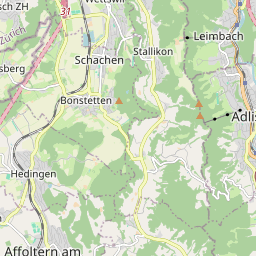 Wettswil
sch ZH
31
Leimbach
Stallikon
Schachen
Zürich
sberg
Bonstetten
Adlis
Hedingen
Affoltern am